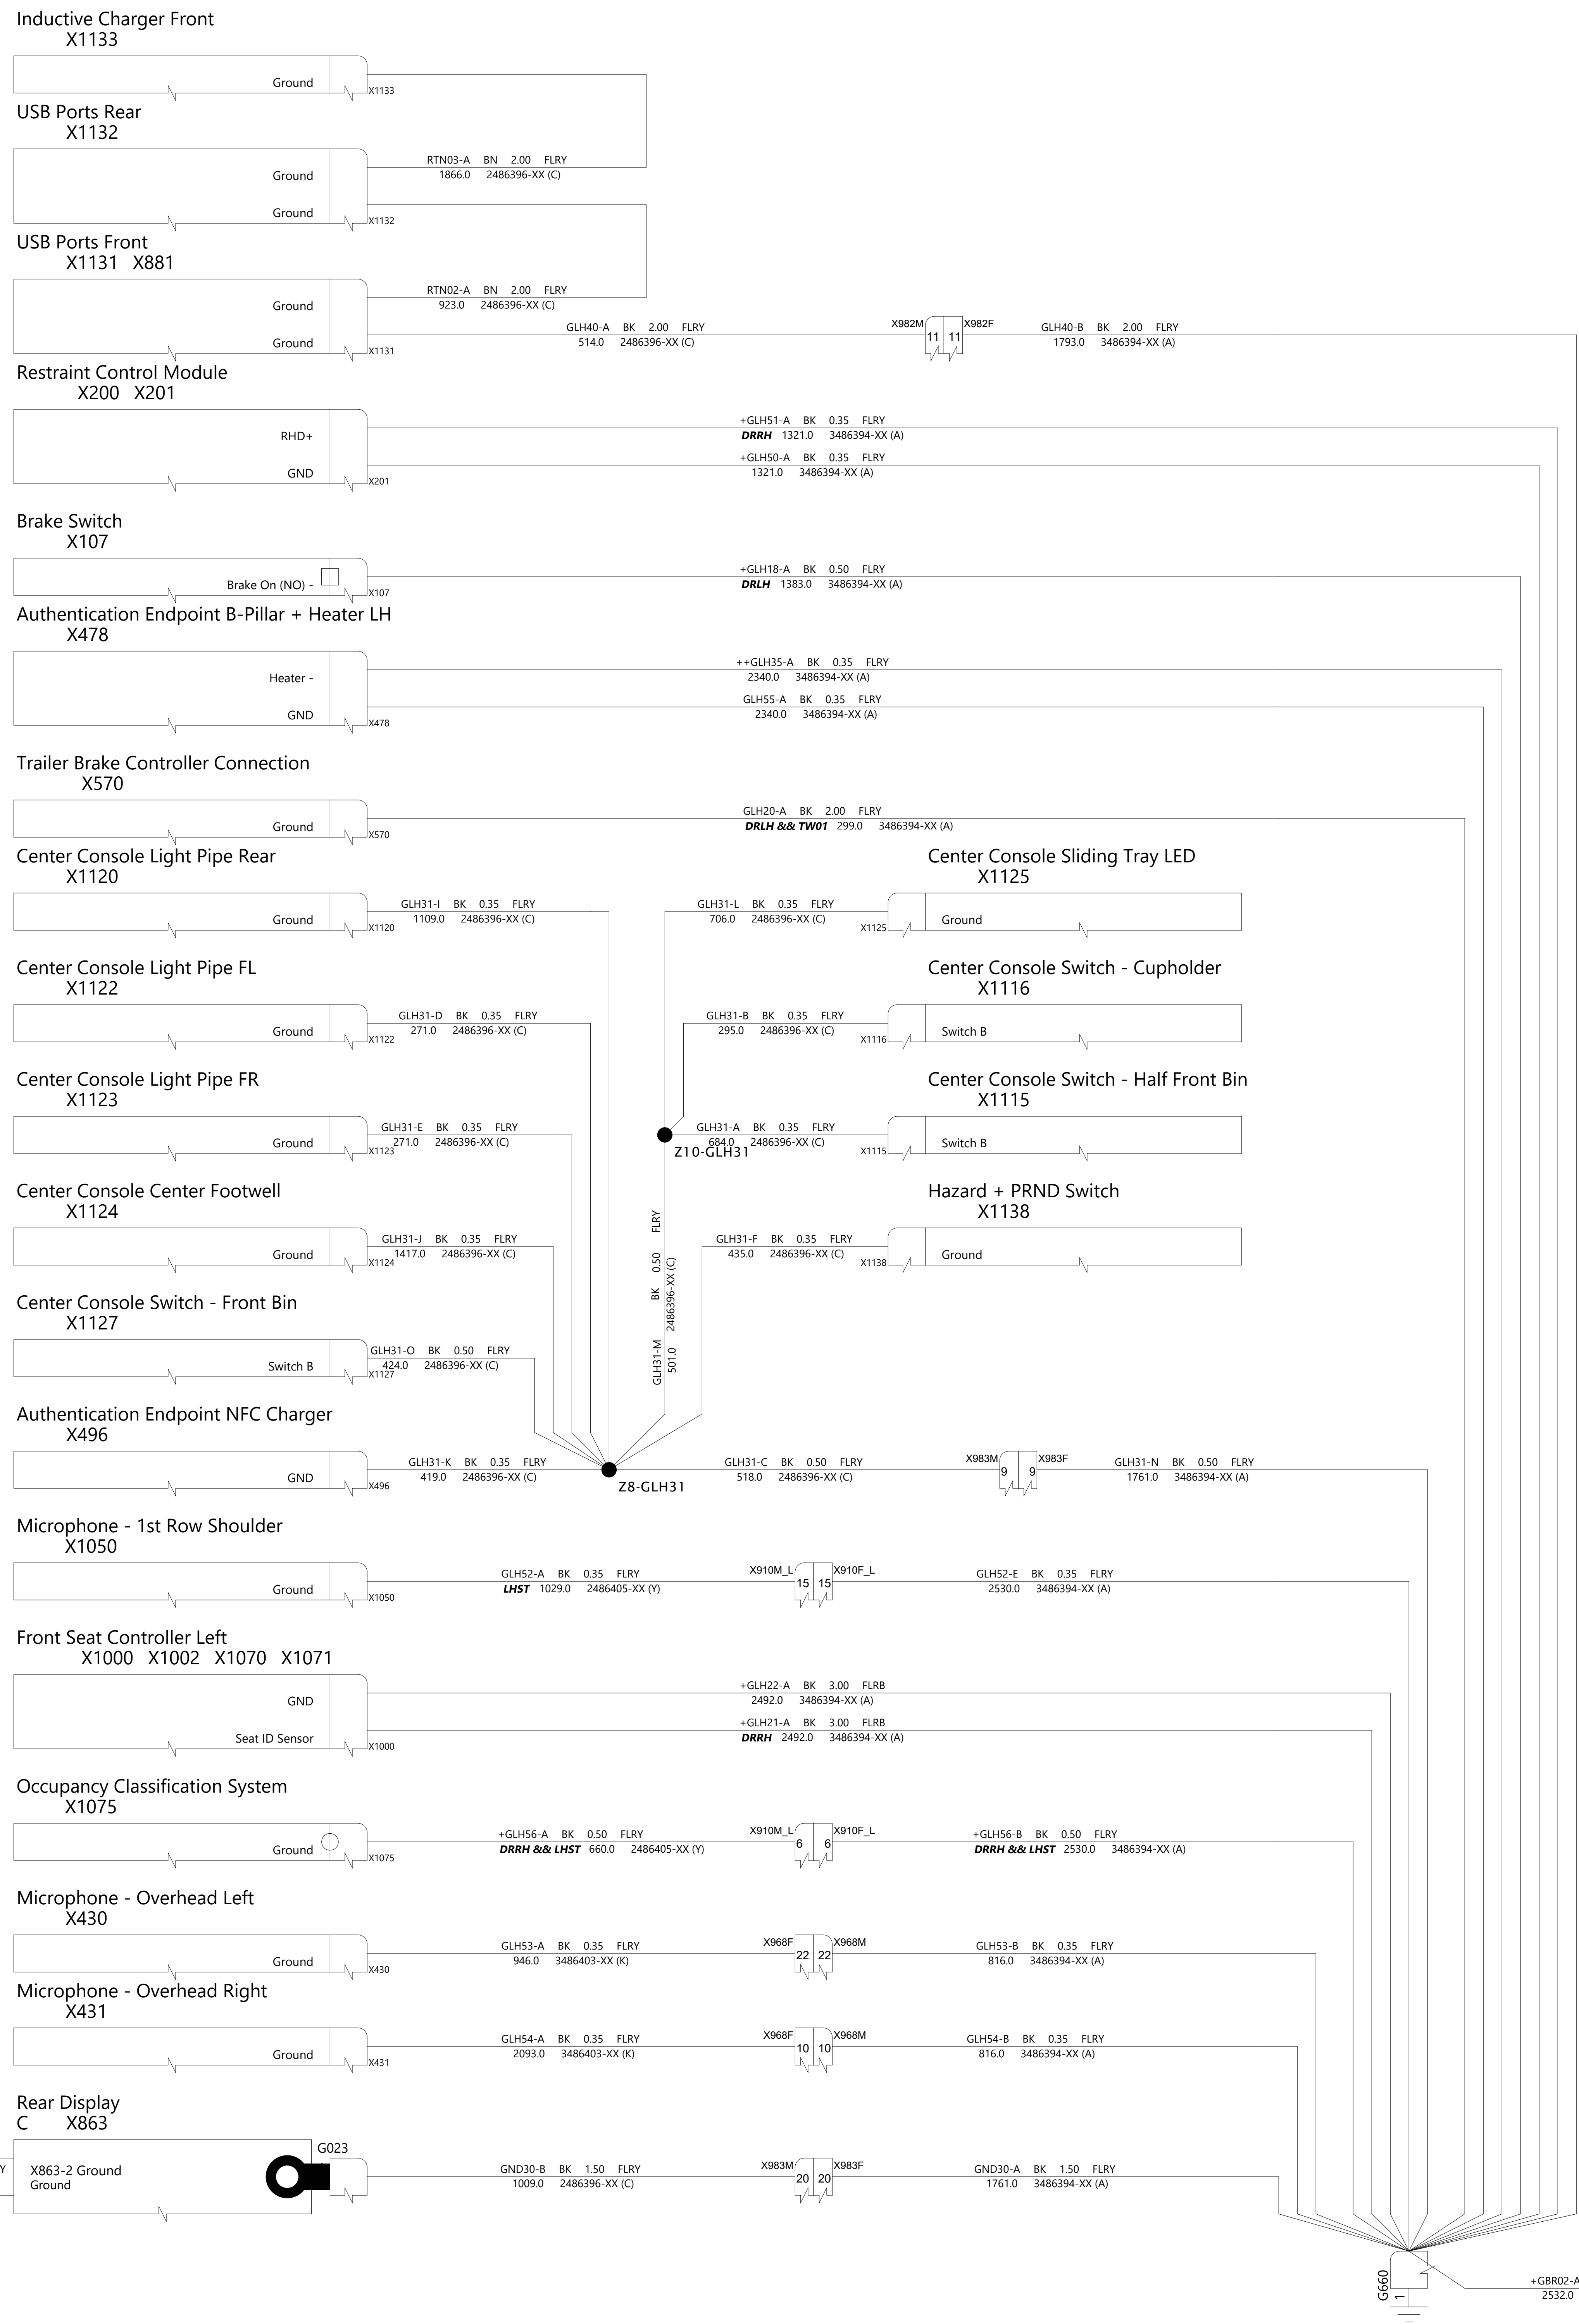 Inductive Charger Front
X1133
Ground
X1133
USB Ports Rear
X1132
RTN03-A BN 2.00 FLRY
1866.0 2486396-XX (C)
Ground
Ground
X1132
USB Ports Front
X1131 X881
RTN02-A BN 2.00 FLRY
923.0 2486396-XX (C)
Ground
GLH40-A BK 2.00 FLRY
514.0 2486396-XX (C)
X982M 11 11 X982F
GLH40-B BK 2.00 FLRY
1793.0 3486394-XX (A)
Ground
X1131
Restraint Control Module
X200 X201
+GLH51-A BK 0.35 FLRY
DRRH 1321.0 3486394-XX (A)
RHD+
+GLH50-A BK 0.35 FLRY
1321.0 3486394-XX (A)
GND
X201
Brake Switch
X107
+GLH18-A BK 0.50 FLRY
DRLH 1383.0 3486394-XX (A)
Brake On (NO) -
X107
Authentication Endpoint B-Pillar + Heater LH
X478
++GLH35-A BK 0.35 FLRY
2340.0 3486394-XX (A)
Heater -
GLH55-A BK 0.35 FLRY
2340.0 3486394-XX (A)
GND
X478
Trailer Brake Controller Connection
X570
GLH20-A BK 2.00 FLRY
DRLH && TW01 299.0 3486394-XX (A)
Ground
X570
Center Console Light Pipe Rear
X1120
GLH31-I BK 0.35 FLRY
1109.0 2486396-XX (C)
Ground
X1120
Center Console Sliding Tray LED
X1125
GLH31-L BK 0.35 FLRY
706.0 2486396-XX (C)
X1125
Ground
Center Console Light Pipe FL
X1122
GLH31-D BK 0.35 FLRY
271.0 2486396-XX (C)
Ground
X1122
Center Console Switch - Cupholder
X1116
GLH31-B BK 0.35 FLRY
295.0 2486396-XX (C)
X1116
Switch B
Center Console Light Pipe FR
X1123
GLH31-E BK 0.35 FLRY
271.0 2486396-XX (C)
Ground
X1123
Center Console Switch - Half Front Bin
X1115
GLH31-A BK 0.35 FLRY
684.0 2486396-XX (C)
Z10-GLH31
X1115
Switch B
Center Console Center Footwell
X1124
GLH31-J BK 0.35 FLRY
1417.0 2486396-XX (C)
Ground
X1124
GLH31-M BK 0.50 FLRY
501.0 2486396-XX (C)
Hazard + PRND Switch
X1138
GLH31-F BK 0.35 FLRY
435.0 2486396-XX (C)
X1138
Ground
Center Console Switch - Front Bin
X1127
GLH31-O BK 0.50 FLRY
424.0 2486396-XX (C)
Switch B
X1127
Authentication Endpoint NFC Charger
X496
GLH31-K BK 0.35 FLRY
419.0 2486396-XX (C)
GND
X496
Z8-GLH31
GLH31-C BK 0.50 FLRY
518.0 2486396-XX (C)
X983M 9 9 X983F
GLH31-N BK 0.50 FLRY
1761.0 3486394-XX (A)
Microphone - 1st Row Shoulder
X1050
GLH52-A BK 0.35 FLRY
LHST 1029.0 2486405-XX (Y)
X910M_L 15 15 X910F_L
GLH52-E BK 0.35 FLRY
2530.0 3486394-XX (A)
Ground
X1050
Front Seat Controller Left
X1000 X1002 X1070 X1071
+GLH22-A BK 3.00 FLRB
2492.0 3486394-XX (A)
GND
+GLH21-A BK 3.00 FLRB
DRRH 2492.0 3486394-XX (A)
Seat ID Sensor
X1000
Occupancy Classification System
X1075
+GLH56-A BK 0.50 FLRY
DRRH && LHST 660.0 2486405-XX (Y)
X910M_L 6 6 X910F_L
+GLH56-B BK 0.50 FLRY
DRRH && LHST 2530.0 3486394-XX (A)
Ground
X1075
Microphone - Overhead Left
X430
GLH53-A BK 0.35 FLRY
946.0 3486403-XX (K)
X968F 22 22 X968M
GLH53-B BK 0.35 FLRY
816.0 3486394-XX (A)
Ground
X430
Microphone - Overhead Right
X431
GLH54-A BK 0.35 FLRY
2093.0 3486403-XX (K)
X968F 10 10 X968M
GLH54-B BK 0.35 FLRY
816.0 3486394-XX (A)
Ground
X431
Rear Display
C X863
G023
Y
X863-2 Ground
Ground
GND30-B BK 1.50 FLRY
1009.0 2486396-XX (C)
X983M 20 20 X983F
GND30-A BK 1.50 FLRY
1761.0 3486394-XX (A)
G660
1
+GBR02-A
2532.0